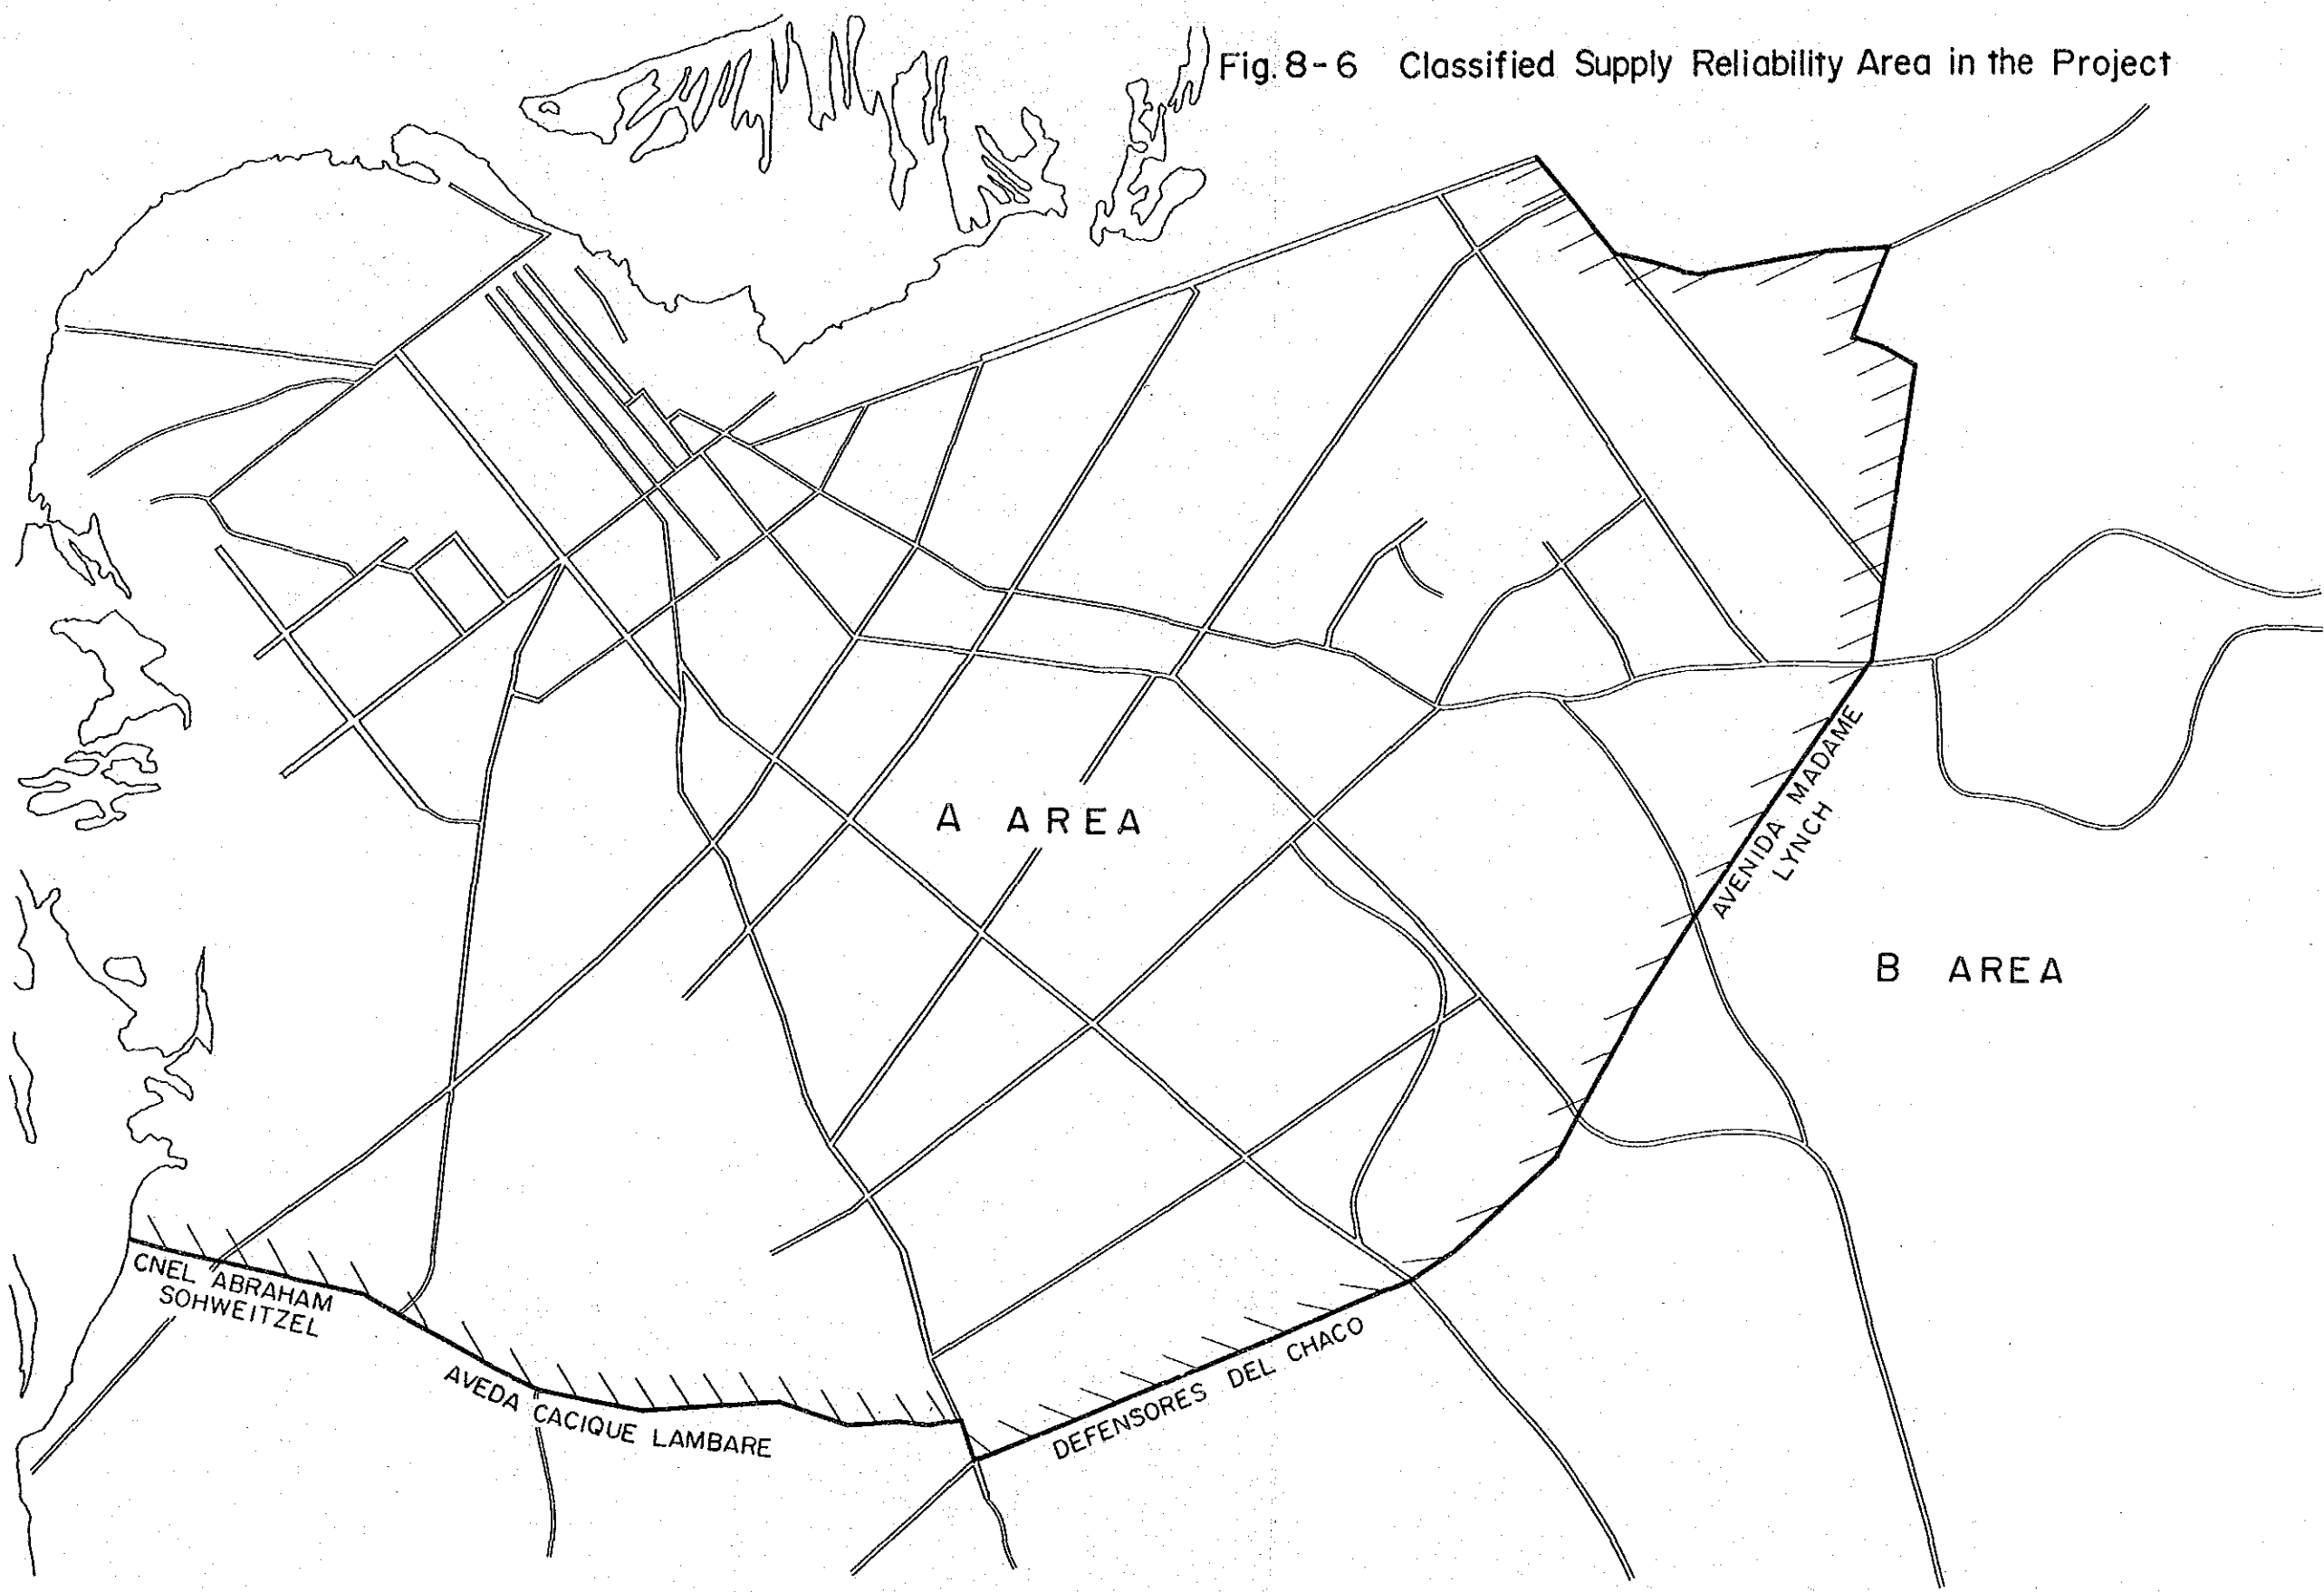 Fig. 8-6 Classified Supply Reliability Area in the Project
A AREA
AVENIDA MADAME
LYNCH
B AREA
CNEL ABRAHAM
SOHWEITZEL
AVEDA CACIQUE LAMBARE
DEFENSORES DEL CHACO